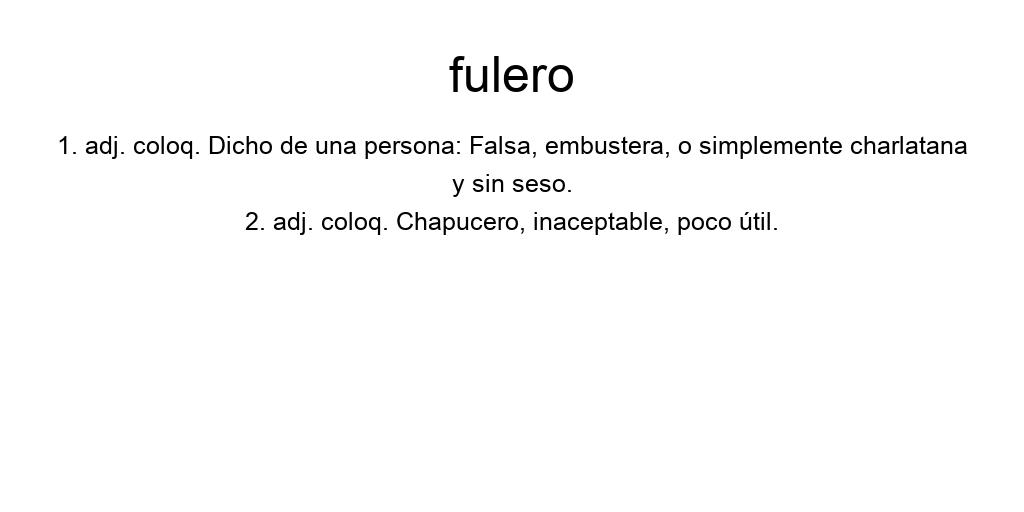 fulero
1. adj. coloq. Dicho de una persona: Falsa, embustera, o simplemente charlatana
y sin seso.
2. adj. coloq. Chapucero, inaceptable, poco útil.